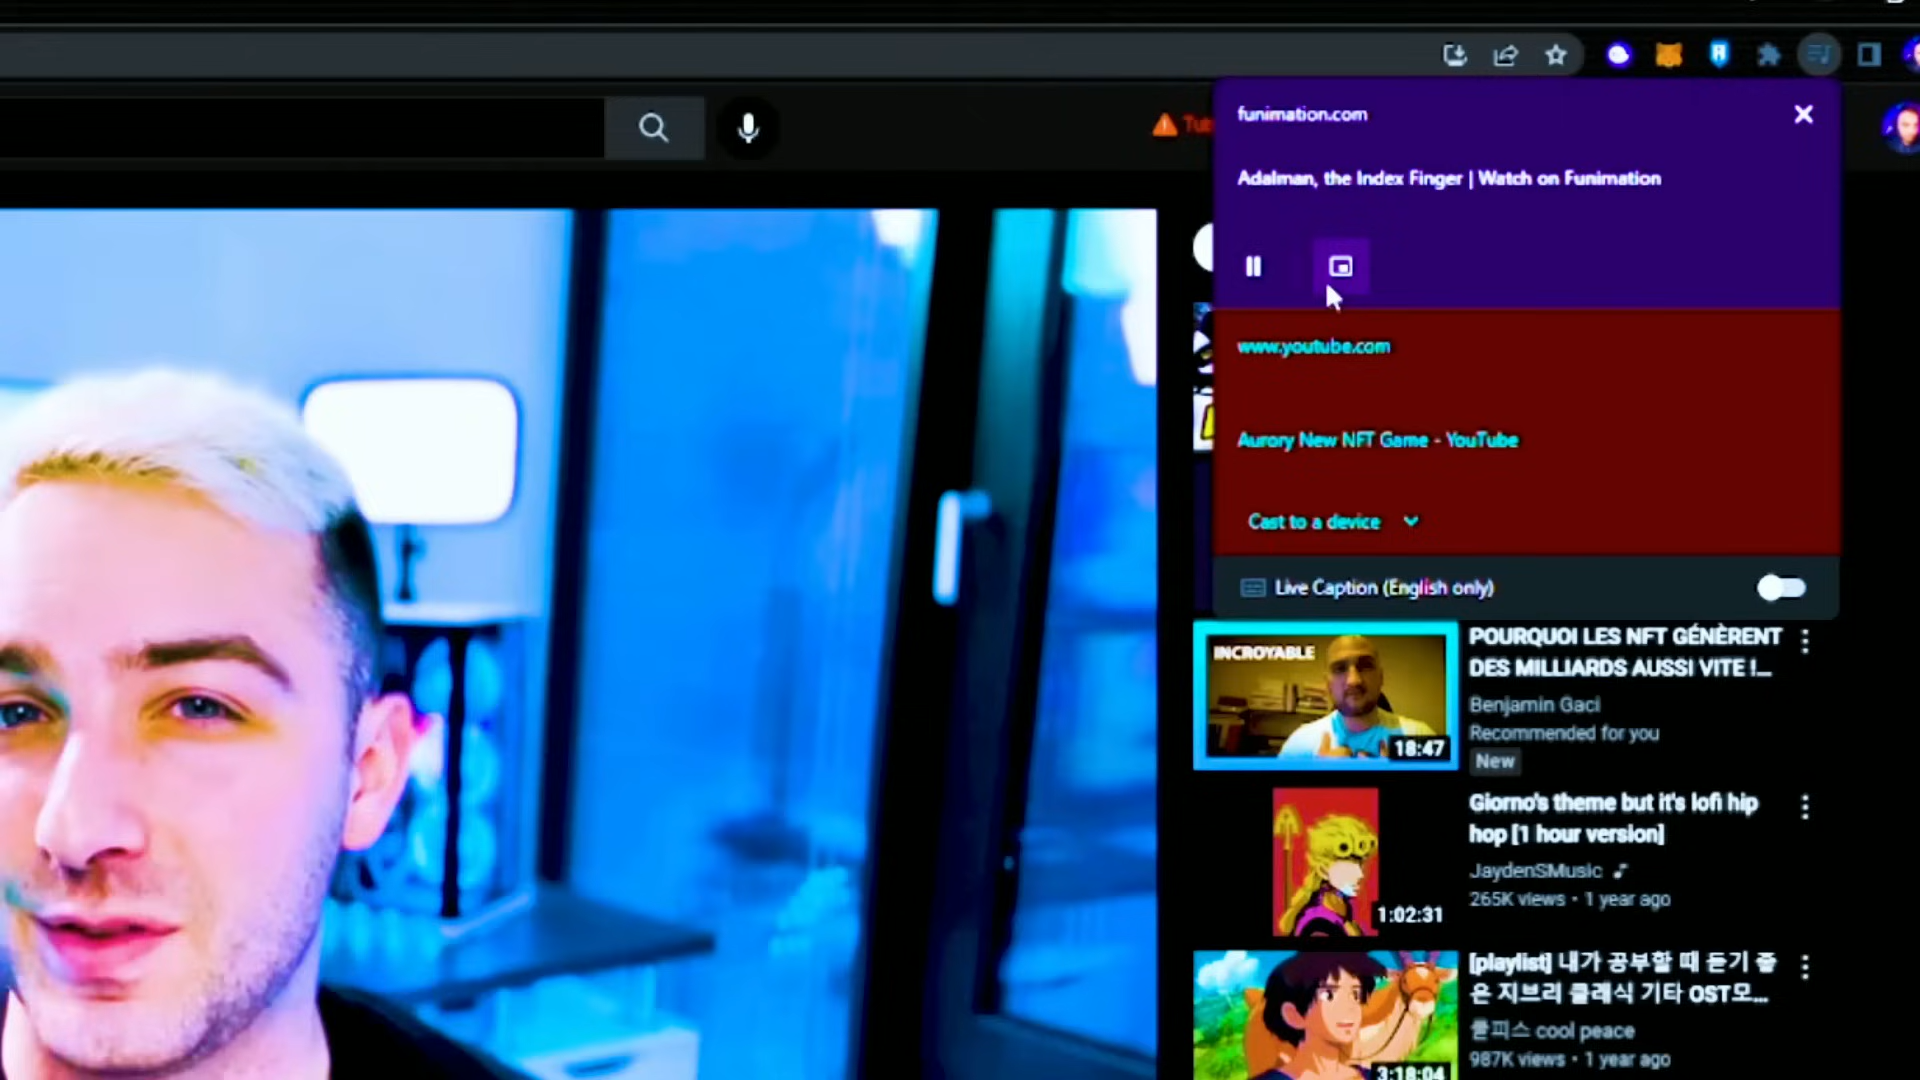 funimation.com
Adalman, the Index Finger | Watch on Funimation
www.youtube.com
Aurory New NFT Game - YouTube
Cast to a device
Live Caption (English only)
INCROYABLE
18:47
POURQUOI LES NFT GÉNÈRENT
DES MILLIARDS AUSSI VITE !...
Benjamin Gaci
Recommended for you
New
1:02:31
Giorno's theme but it's lofi hip
hop [1 hour version]
JaydenSMusic
265K views • 1 year ago
3:18:04
[playlist] 내가 공부할 때 듣기 좋
은 지브리 클래식 기타 OST모...
쿨피스 cool peace
987K views • 1 year ago